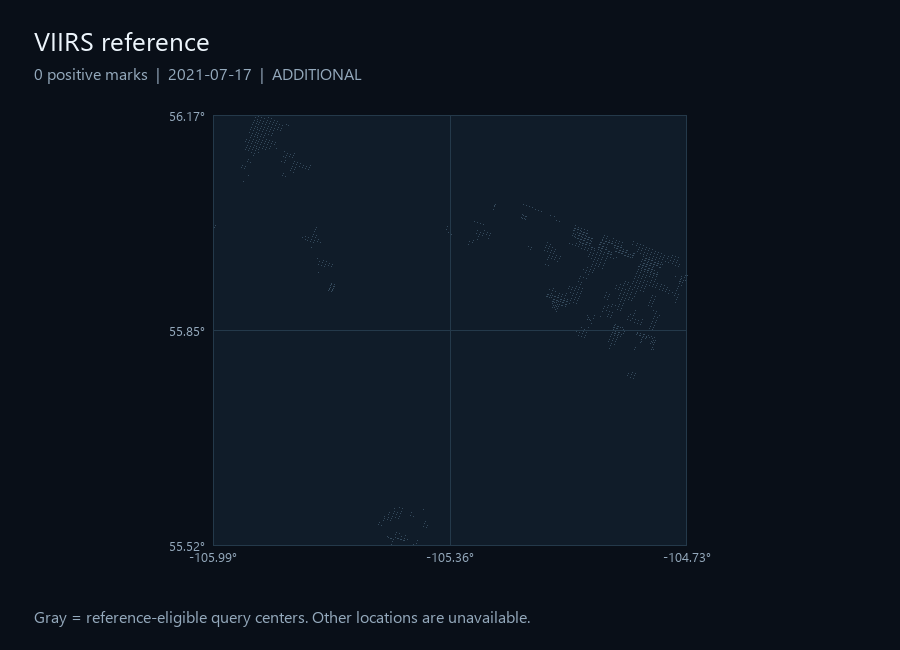 VIIRS reference
0 positive marks | 2021-07-17 | ADDITIONAL
56.17°
55.85°
55.52°
-105.99°
-105.36°
-104.73°
Gray = reference-eligible query centers. Other locations are unavailable.